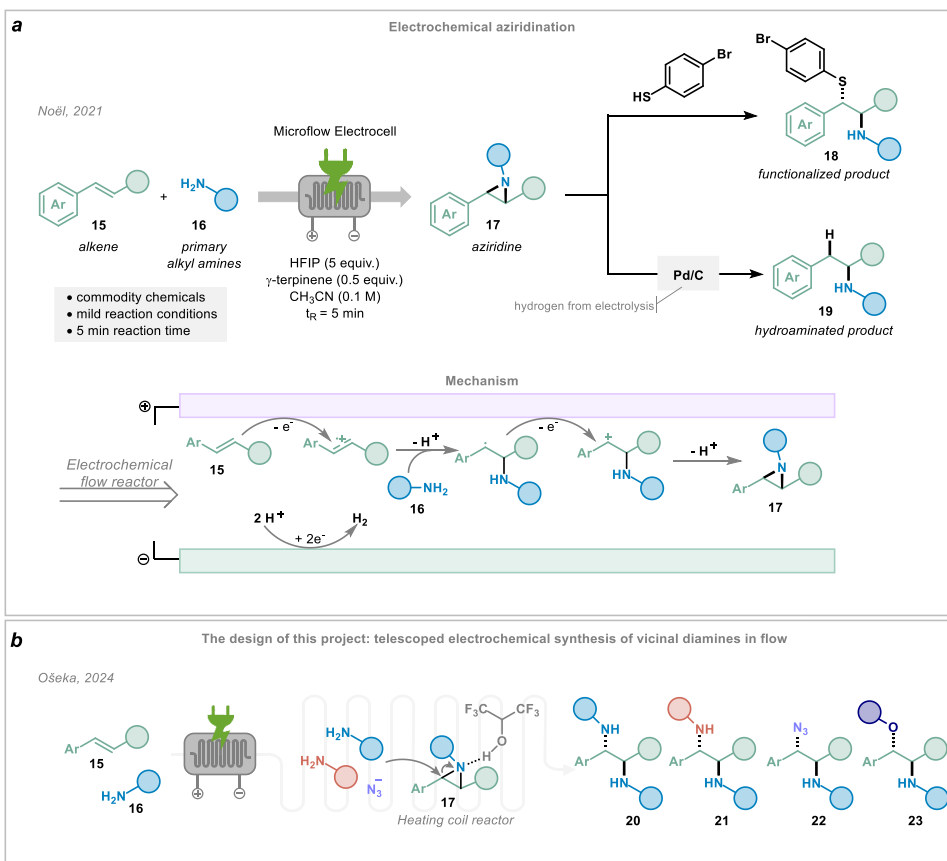 a
Electrochemical aziridination
Noël, 2021
Ar
15
alkene
+
H₂N
16
primary
alkyl amines
Microflow Electrocell
+
−
HFIP (5 equiv.)
γ-terpinene (0.5 equiv.)
CH₃CN (0.1 M)
tR = 5 min
N
Ar
17
aziridine
HS
Br
Br
S
Ar
HN
18
functionalized product
Pd/C
hydrogen from electrolysis
H
Ar
HN
19
hydroaminated product
• commodity chemicals
• mild reaction conditions
• 5 min reaction time
Mechanism
+
Electrochemical
flow reactor
Ar
15
- e⁻
Ar
·+
- H⁺
NH₂
16
Ar
·
HN
- e⁻
Ar
+
HN
- H⁺
N
Ar
17
2 H⁺
H₂
+ 2e⁻
−
b
The design of this project: telescoped electrochemical synthesis of vicinal diamines in flow
Ošeka, 2024
Ar
15
H₂N
16
+
−
H₂N
H₂N
N₃⁻
CF₃
CF₃
O
H
N
Ar
17
Heating coil reactor
NH
Ar
HN
20
NH
Ar
HN
21
N₃
Ar
HN
22
O
Ar
HN
23